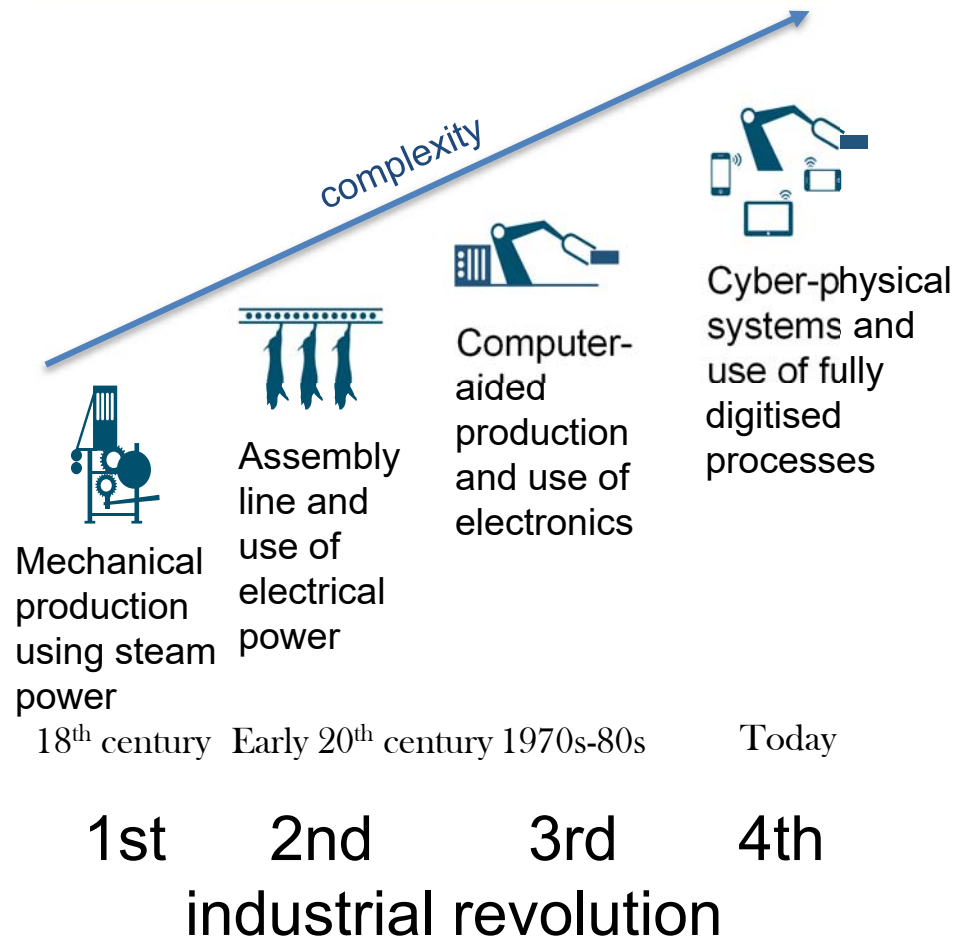 complexity
Mechanical
production
using steam
power
Assembly
line and
use of
electrical
power
Computer-
aided
production
and use of
electronics
Cyber-physical
systems and
use of fully
digitised
processes
18th century Early 20th century 1970s-80s Today
1st 2nd 3rd 4th
industrial revolution